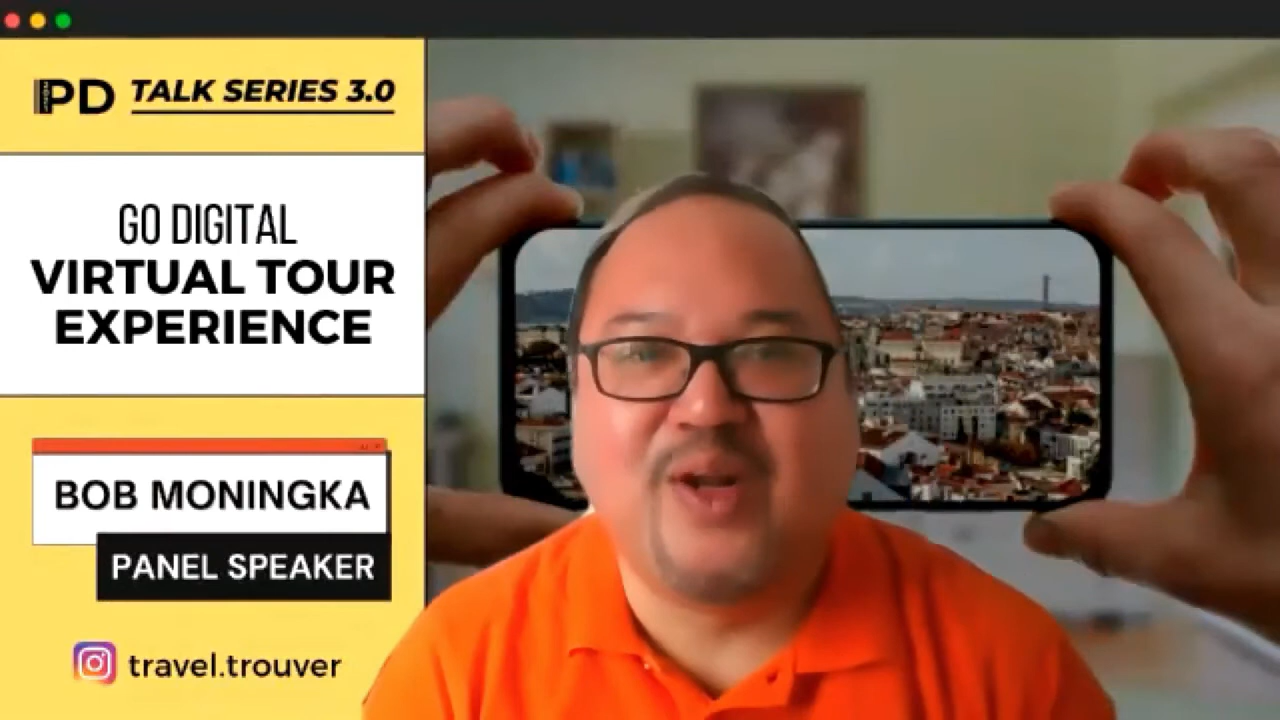 PD TALK SERIES 3.0
GO DIGITAL
VIRTUAL TOUR
EXPERIENCE
BOB MONINGKA
PANEL SPEAKER
travel.trouver